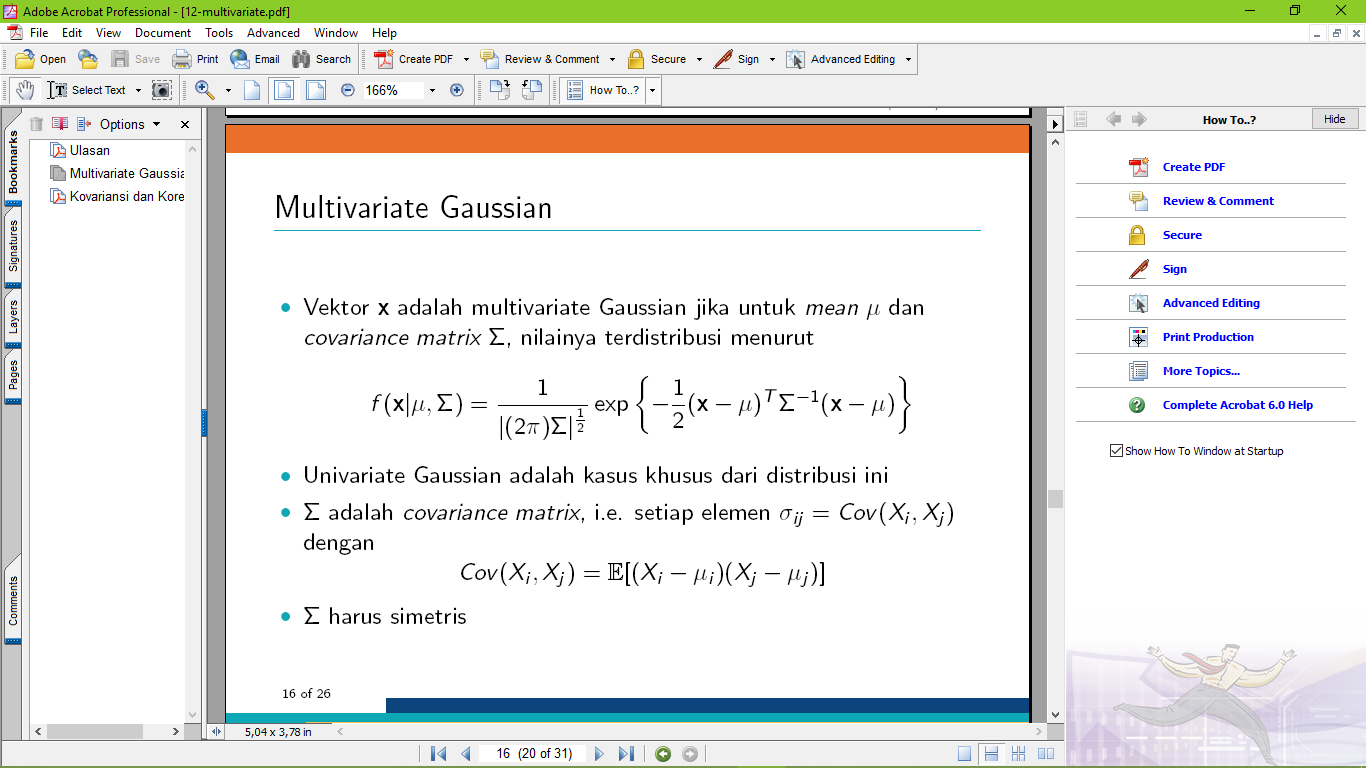 Adobe Acrobat Professional - [12-multivariate.pdf]
File Edit View Document Tools Advanced Window Help
Open Save Print Email Search Create PDF Review & Comment Secure Sign Advanced Editing
Select Text 166% How To..?
Bookmarks
Signatures
Layers
Pages
Comments
Options
Ulasan
Multivariate Gaussia
Kovariansi dan Kore
Multivariate Gaussian
• Vektor x adalah multivariate Gaussian jika untuk mean μ dan
covariance matrix Σ, nilainya terdistribusi menurut
f(x|μ, Σ) = 1 / |(2π)Σ|^{1/2} exp { −1/2 (x − μ)^T Σ^{−1} (x − μ) }
• Univariate Gaussian adalah kasus khusus dari distribusi ini
• Σ adalah covariance matrix, i.e. setiap elemen σ_{ij} = Cov(X_i, X_j)
dengan
Cov(X_i, X_j) = 𝔼[(X_i − μ_i)(X_j − μ_j)]
• Σ harus simetris
16 of 26
5,04 x 3,78 in
16 (20 of 31)
How To..? Hide
Create PDF
Review & Comment
Secure
Sign
Advanced Editing
Print Production
More Topics...
Complete Acrobat 6.0 Help
Show How To Window at Startup